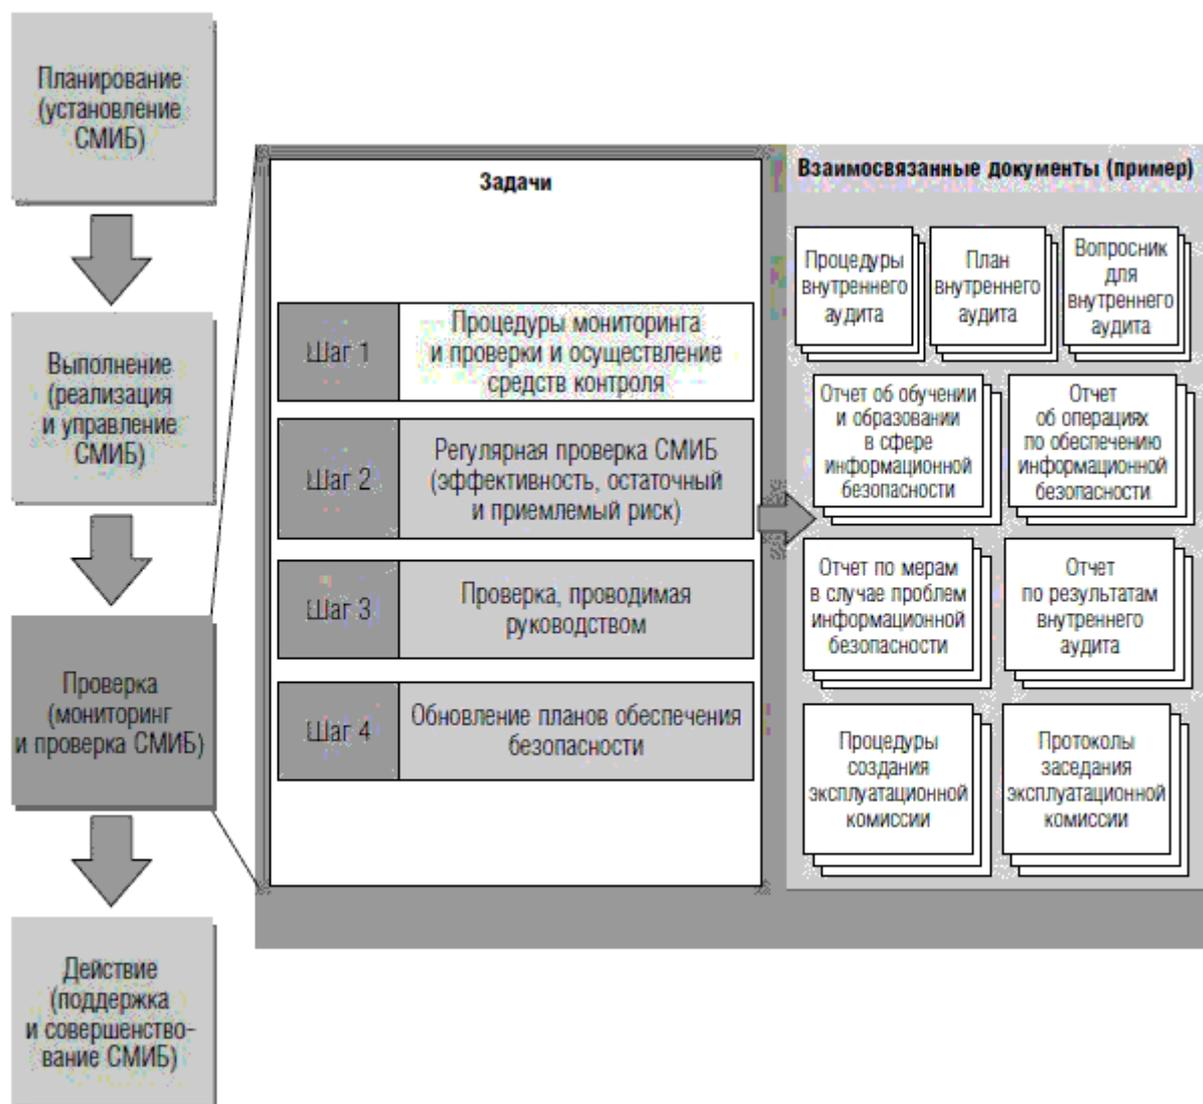 Планирование
(установление
СМИБ)
Выполнение
(реализация
и управление
СМИБ)
Проверка
(мониторинг
и проверка СМИБ)
Действие
(поддержка
и совершенство-
вание СМИБ)
Задачи
Шаг 1
Процедуры мониторинга
и проверки и осуществление
средств контроля
Шаг 2
Регулярная проверка СМИБ
(эффективность, остаточный
и приемлемый риск)
Шаг 3
Проверка, проводимая
руководством
Шаг 4
Обновление планов обеспечения
безопасности
Взаимосвязанные документы (пример)
Процедуры
внутреннего
аудита
План
внутреннего
аудита
Вопросник
для
внутреннего
аудита
Отчет об обучении
и образовании
в сфере
информационной
безопасности
Отчет
об операциях
по обеспечению
информационной
безопасности
Отчет по мерам
в случае проблем
информационной
безопасности
Отчет
по результатам
внутреннего
аудита
Процедуры
создания
эксплуатационной
комиссии
Протоколы
заседания
эксплуатационной
комиссии